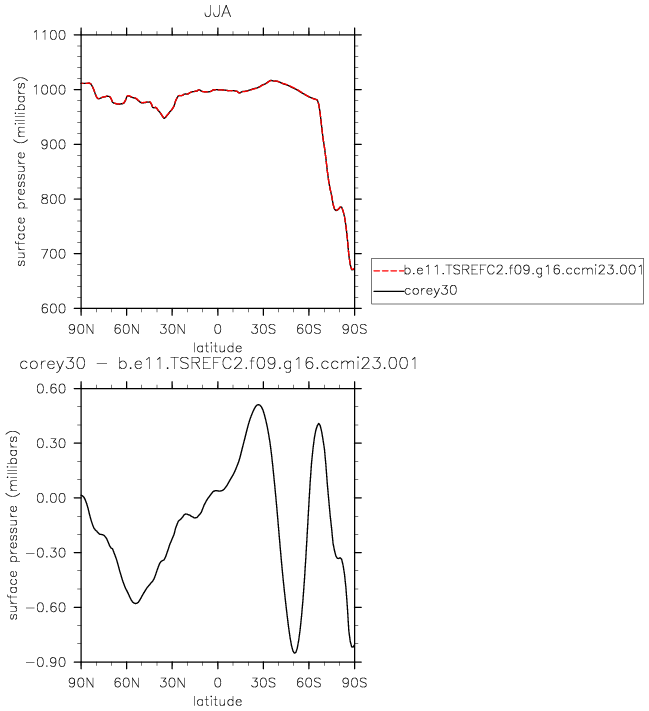 JJA
1100
1000
900
800
700
600
surface pressure (millibars)
90N 60N 30N 0 30S 60S 90S
latitude
b.e11.TSREFC2.f09.g16.ccmi23.001
corey30
corey30 − b.e11.TSREFC2.f09.g16.ccmi23.001
0.60
0.30
0.00
−0.30
−0.60
−0.90
surface pressure (millibars)
90N 60N 30N 0 30S 60S 90S
latitude